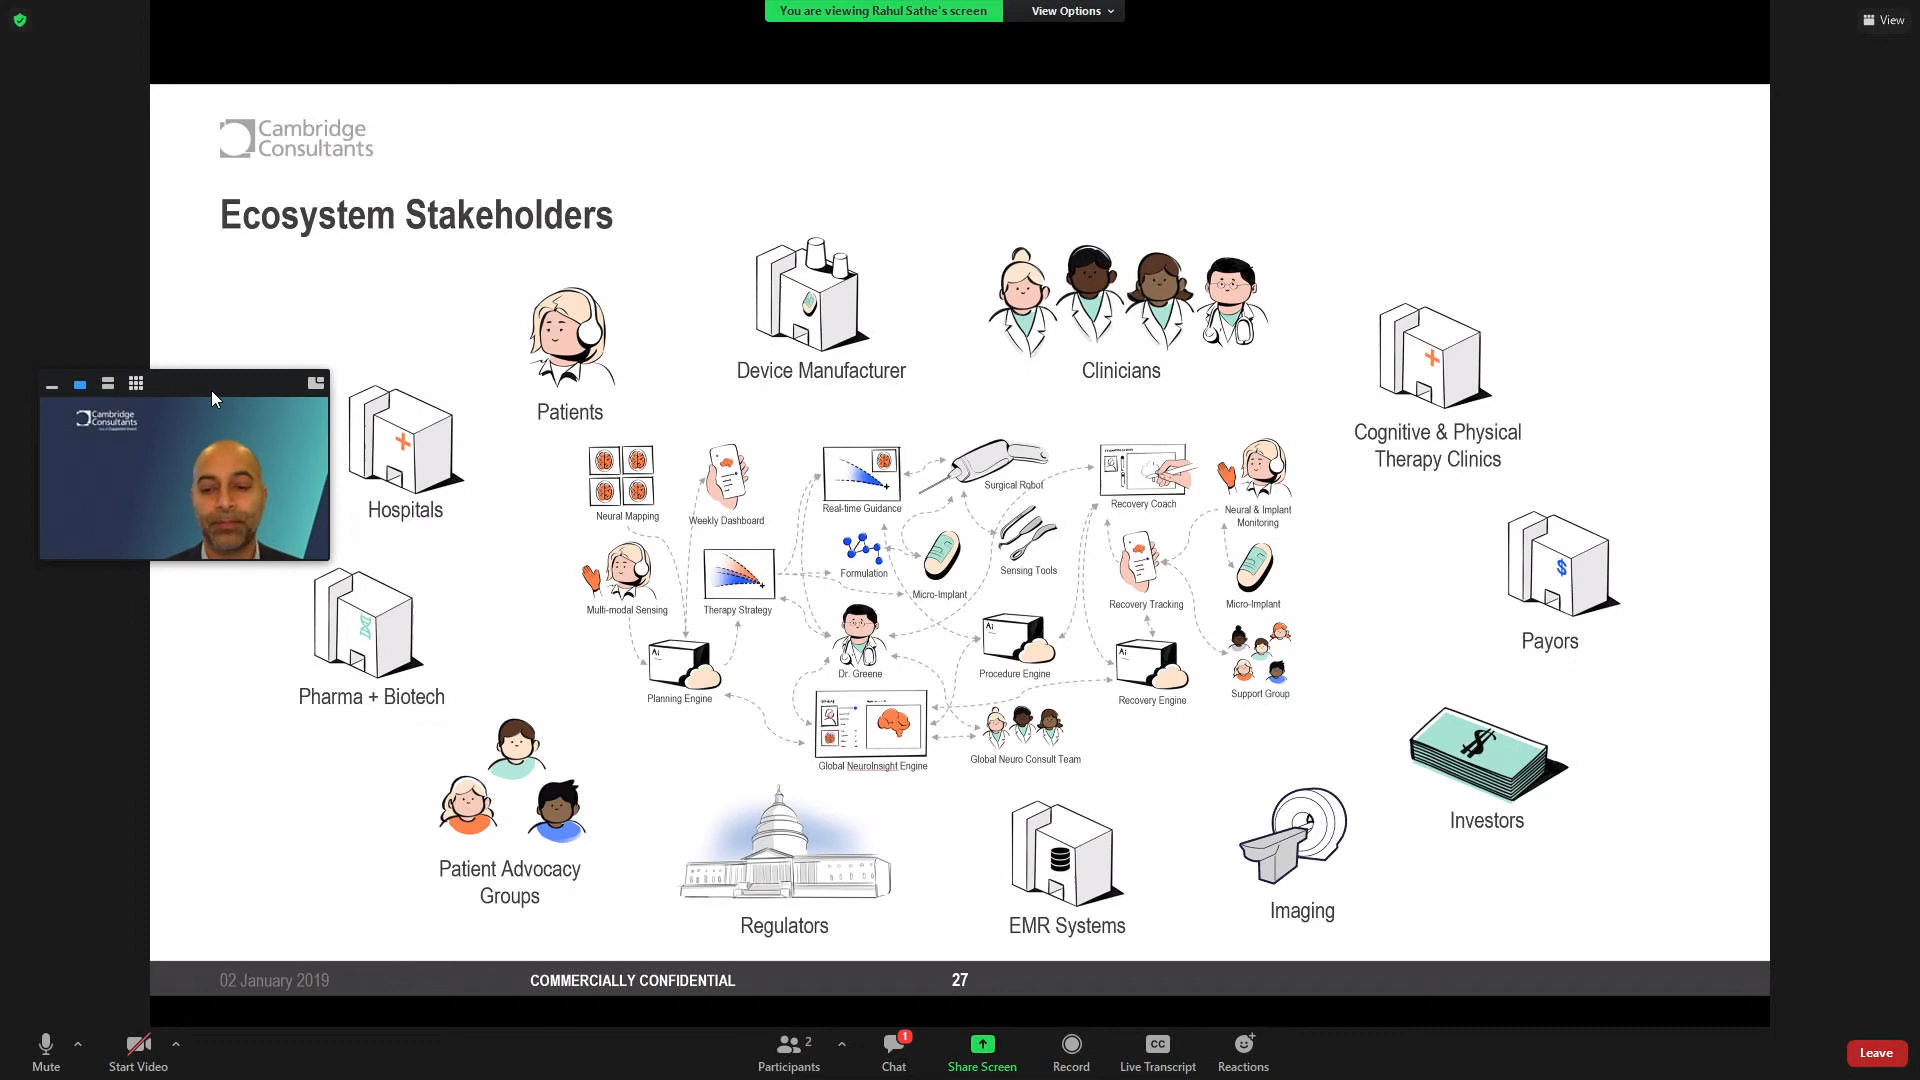 You are viewing Rahul Sathe's screen
View Options
View
Cambridge
Consultants
Ecosystem Stakeholders
Patients
Device Manufacturer
Clinicians
Cognitive & Physical
Therapy Clinics
Cambridge
Consultants
Hospitals
Neural Mapping
Weekly Dashboard
Real-time Guidance
Surgical Robot
Recovery Coach
Neural & Implant
Monitoring
Multi-modal Sensing
Therapy Strategy
Formulation
Micro-Implant
Sensing Tools
Recovery Tracking
Micro-Implant
$
Payors
Pharma + Biotech
Ai
Planning Engine
Dr. Greene
Ai
Procedure Engine
Ai
Recovery Engine
Support Group
Global NeuroInsight Engine
Global Neuro Consult Team
$
Investors
Patient Advocacy
Groups
Regulators
EMR Systems
Imaging
02 January 2019
COMMERCIALLY CONFIDENTIAL
27
Mute
Start Video
2
Participants
1
Chat
Share Screen
Record
CC
Live Transcript
Reactions
Leave